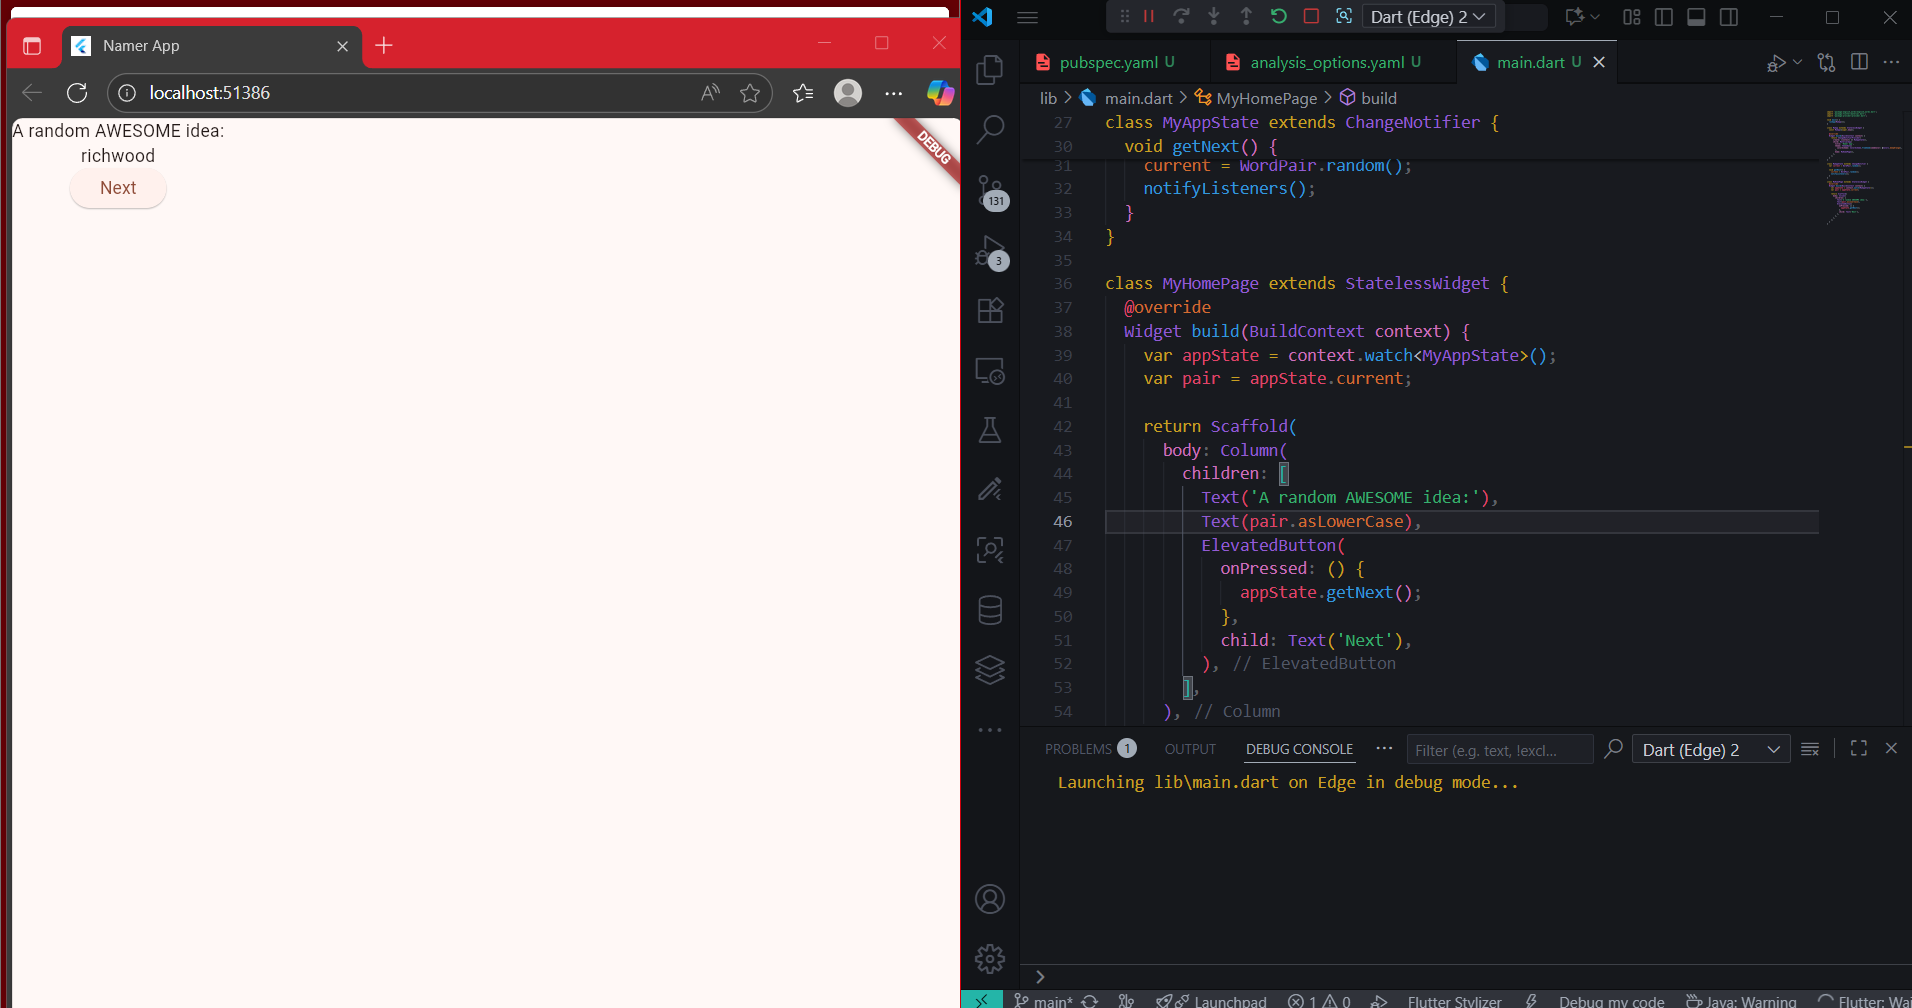 Namer App
localhost:51386
A random AWESOME idea:
richwood
Next
DEBUG
Dart (Edge) 2
pubspec.yaml U
analysis_options.yaml U
main.dart U
lib > main.dart > MyHomePage > build
27 class MyAppState extends ChangeNotifier {
30 void getNext() {
31 current = WordPair.random();
32 notifyListeners();
33 }
34 }
35
36 class MyHomePage extends StatelessWidget {
37 @override
38 Widget build(BuildContext context) {
39 var appState = context.watch<MyAppState>();
40 var pair = appState.current;
41
42 return Scaffold(
43 body: Column(
44 children: [
45 Text('A random AWESOME idea:'),
46 Text(pair.asLowerCase),
47 ElevatedButton(
48 onPressed: () {
49 appState.getNext();
50 },
51 child: Text('Next'),
52 ), // ElevatedButton
53 ],
54 ), // Column
131
3
PROBLEMS 1
OUTPUT
DEBUG CONSOLE
Filter (e.g. text, !excl...
Dart (Edge) 2
Launching lib\main.dart on Edge in debug mode...
main*
Launchpad
1
0
Flutter Stylizer
Debug my code
Java: Warning
Flutter: Wa